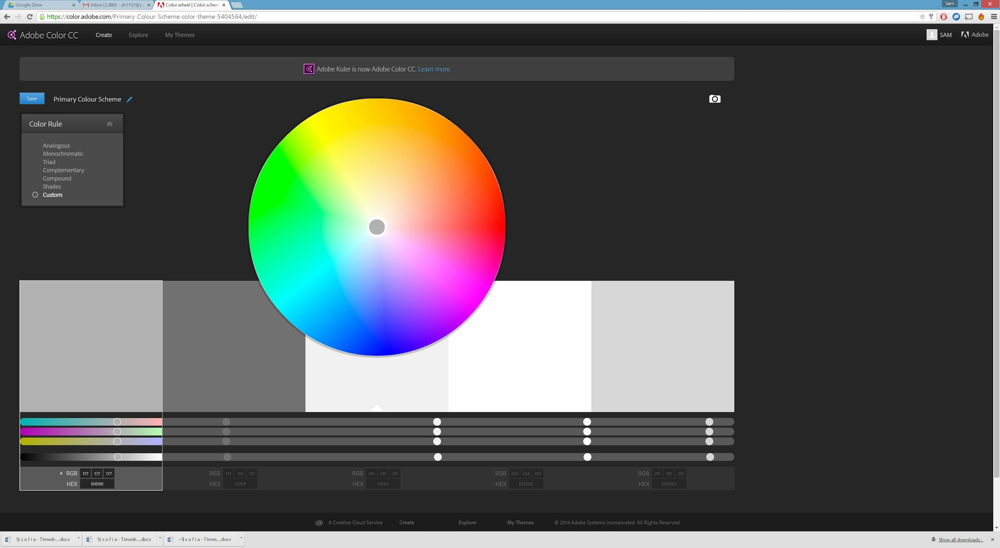 Google Drive
Inbox (2,880) - sh1157@yo
Color wheel | Color schem
Sam
https://color.adobe.com/Primary-Colour-Scheme-color-theme-5404564/edit/
Adobe Color CC
Create
Explore
My Themes
SAM
Adobe
Adobe Kuler is now Adobe Color CC. Learn more.
Save
Primary Colour Scheme
Color Rule
Analogous
Monochromatic
Triad
Complementary
Compound
Shades
Custom
RGB 177 177 177
HEX B1B1B1
RGB 113 113 113
HEX 717171
RGB 241 241 241
HEX F1F1F1
RGB 254 254 254
HEX FEFEFE
RGB 215 215 215
HEX D7D7D7
A Creative Cloud Service
Create
Explore
My Themes
© 2014 Adobe Systems Incorporated. All Rights Reserved.
5) s o f i a - Timesh....docx
5) s o f i a - Timesh....docx
~$ s o f i a - Times....docx
Show all downloads...